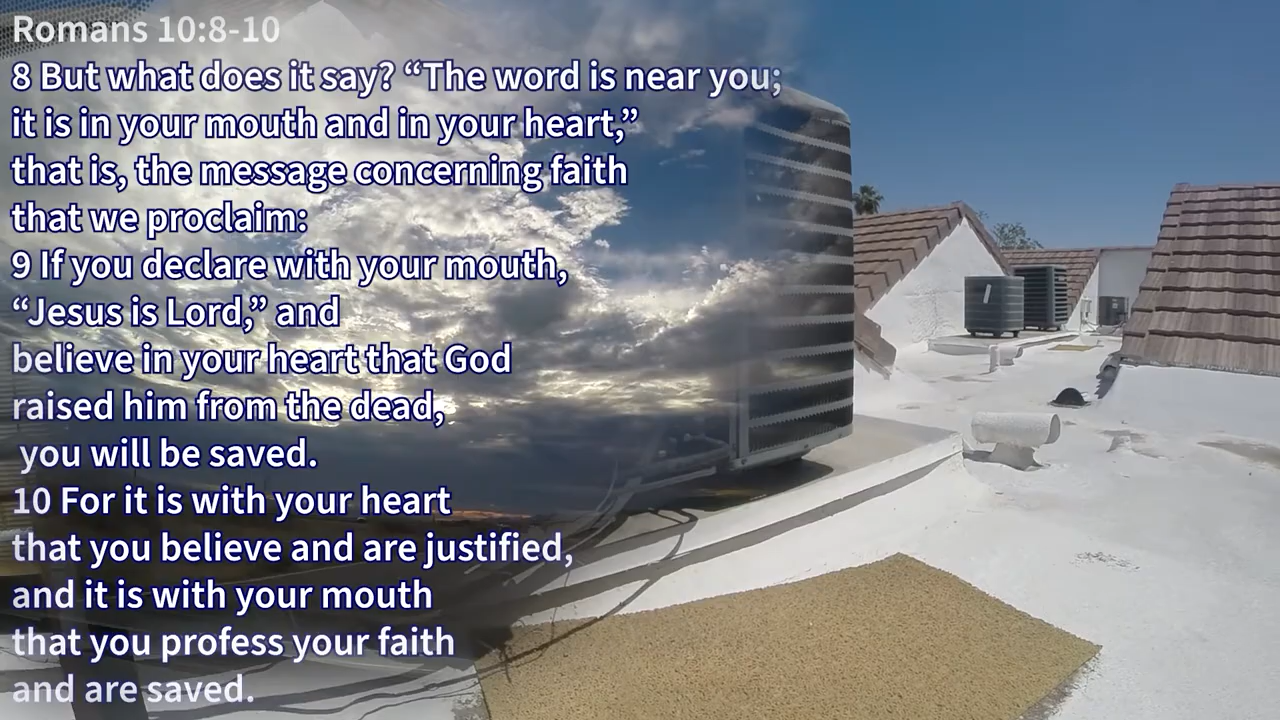 Romans 10:8-10
8 But what does it say? “The word is near you;
it is in your mouth and in your heart,”
that is, the message concerning faith
that we proclaim:
9 If you declare with your mouth,
“Jesus is Lord,” and
believe in your heart that God
raised him from the dead,
you will be saved.
10 For it is with your heart
that you believe and are justified,
and it is with your mouth
that you profess your faith
and are saved.